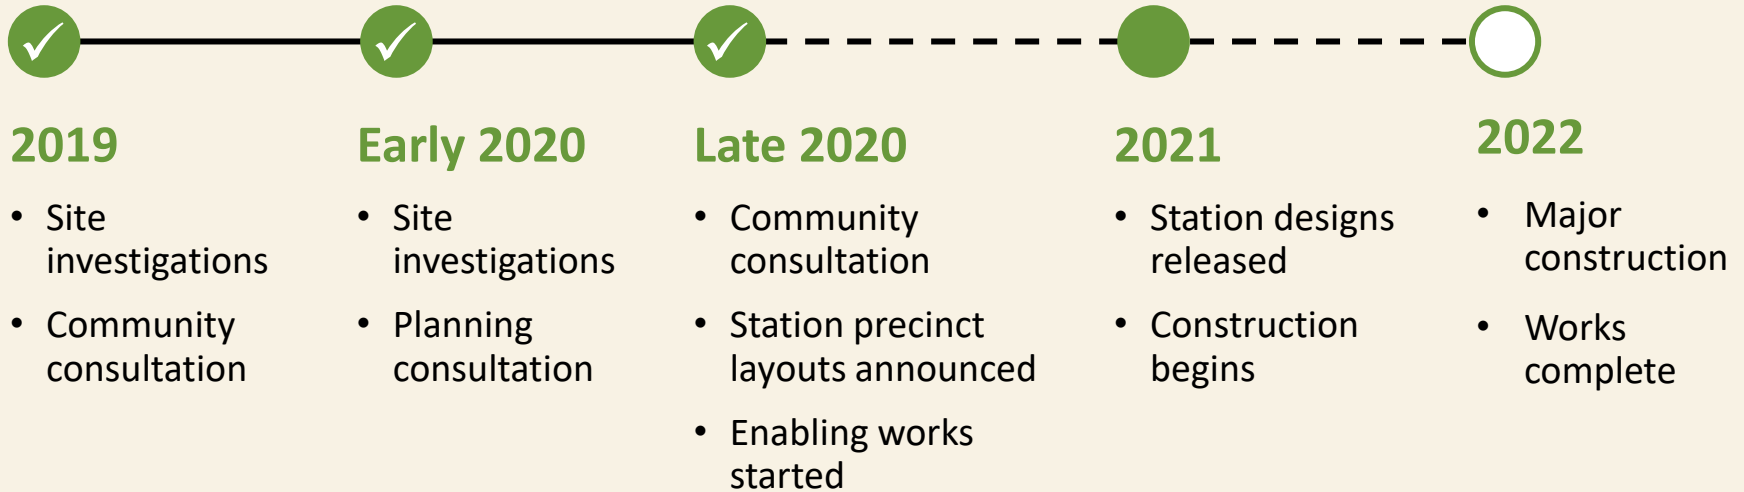 2019
• Site
investigations
• Community
consultation
Early 2020
• Site
investigations
• Planning
consultation
Late 2020
• Community
consultation
• Station precinct
layouts announced
• Enabling works
started
2021
• Station designs
released
• Construction
begins
2022
• Major
construction
• Works
complete